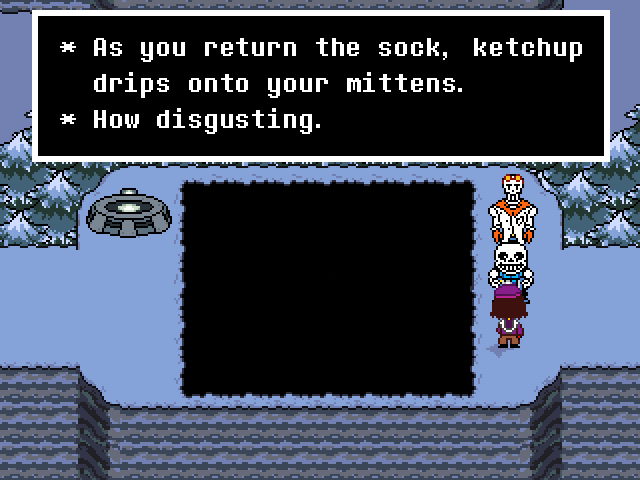 * As you return the sock, ketchup
drips onto your mittens.
* How disgusting.